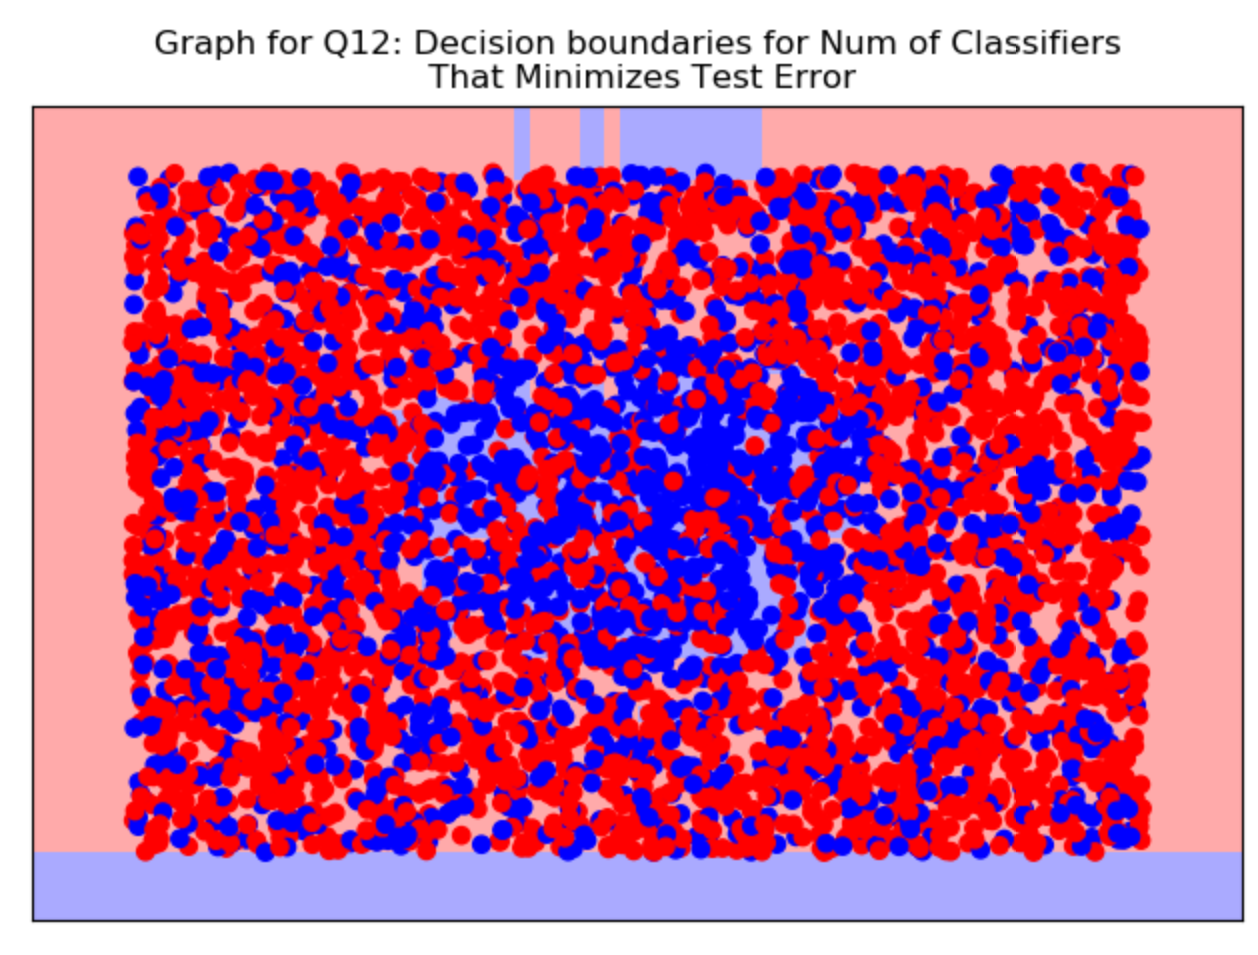 Graph for Q12: Decision boundaries for Num of Classifiers
That Minimizes Test Error